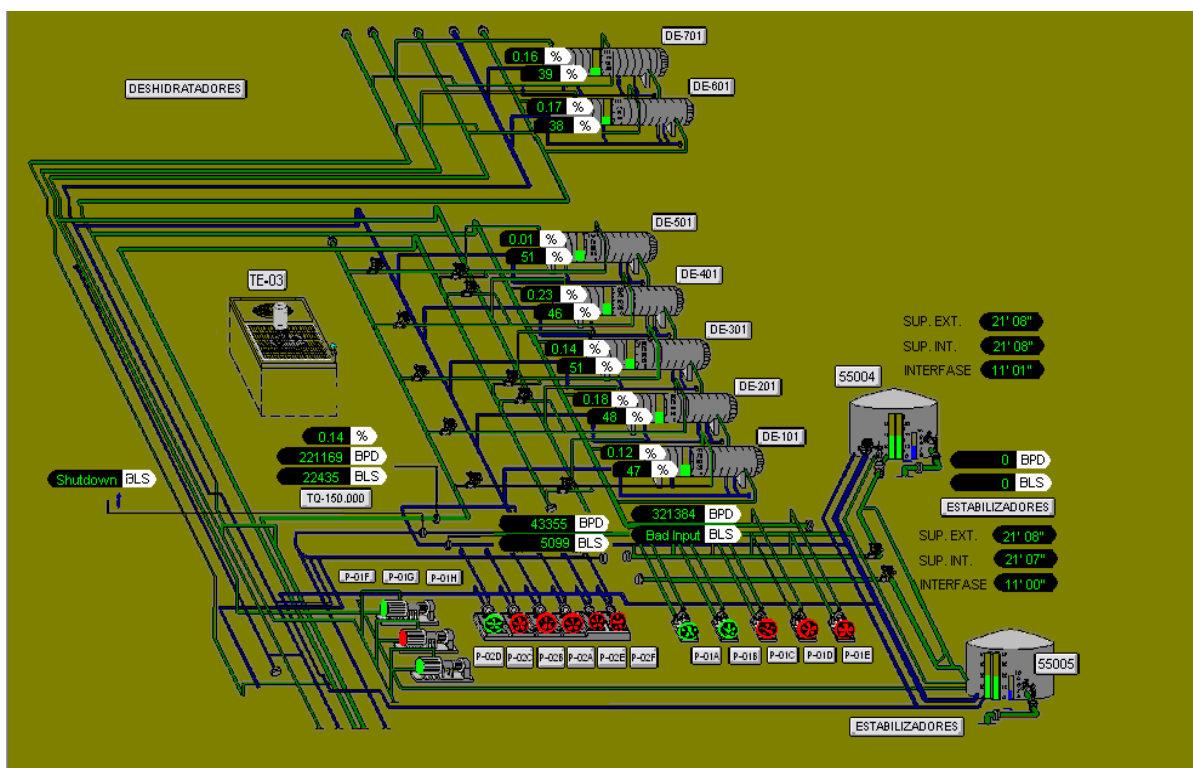 DE-701
0.16 %
39 %
DESHIDRATADORES
DE-601
0.17 %
38 %
DE-501
0.01 %
51 %
TE-03
DE-401
0.23 %
46 %
DE-301
0.14 %
51 %
DE-201
0.18 %
48 %
DE-101
0.12 %
47 %
SUP. EXT. 21' 08"
SUP. INT. 21' 08"
INTERFASE 11' 01"
55004
0.14 %
221169 BPD
22435 BLS
TQ-150.000
Shutdown BLS
43355 BPD
5099 BLS
321384 BPD
Bad Input BLS
0 BPD
0 BLS
ESTABILIZADORES
SUP. EXT. 21' 08"
SUP. INT. 21' 07"
INTERFASE 11' 00"
P-01F P-01G P-01H
P-02D P-02C P-02B P-02A P-02E P-02F
P-01A P-01B P-01C P-01D P-01E
55005
ESTABILIZADORES